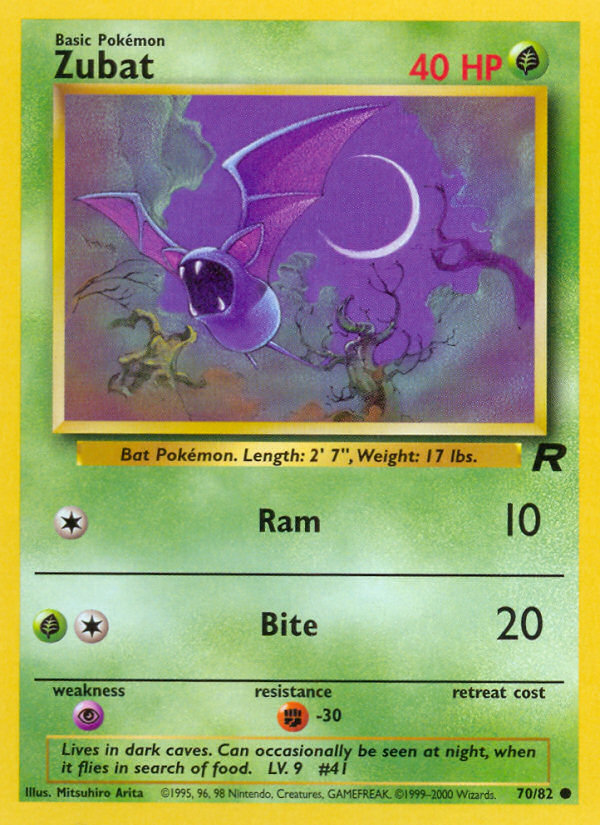 Basic Pokémon
Zubat
40 HP
Bat Pokémon. Length: 2' 7", Weight: 17 lbs.
R
Ram 10
Bite 20
weakness resistance retreat cost
-30
Lives in dark caves. Can occasionally be seen at night, when
it flies in search of food. LV. 9 #41
Illus. Mitsuhiro Arita ©1995, 96, 98 Nintendo, Creatures, GAMEFREAK. ©1999-2000 Wizards. 70/82